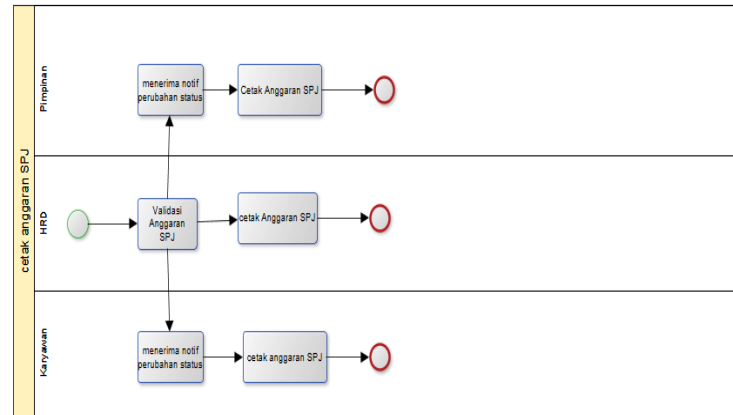 cetak anggaran SPJ
Pimpinan
menerima notif
perubahan status
Cetak Anggaran SPJ
HRD
Validasi
Anggaran
SPJ
cetak Anggaran SPJ
Karyawan
menerima notif
perubahan status
cetak anggaran SPJ